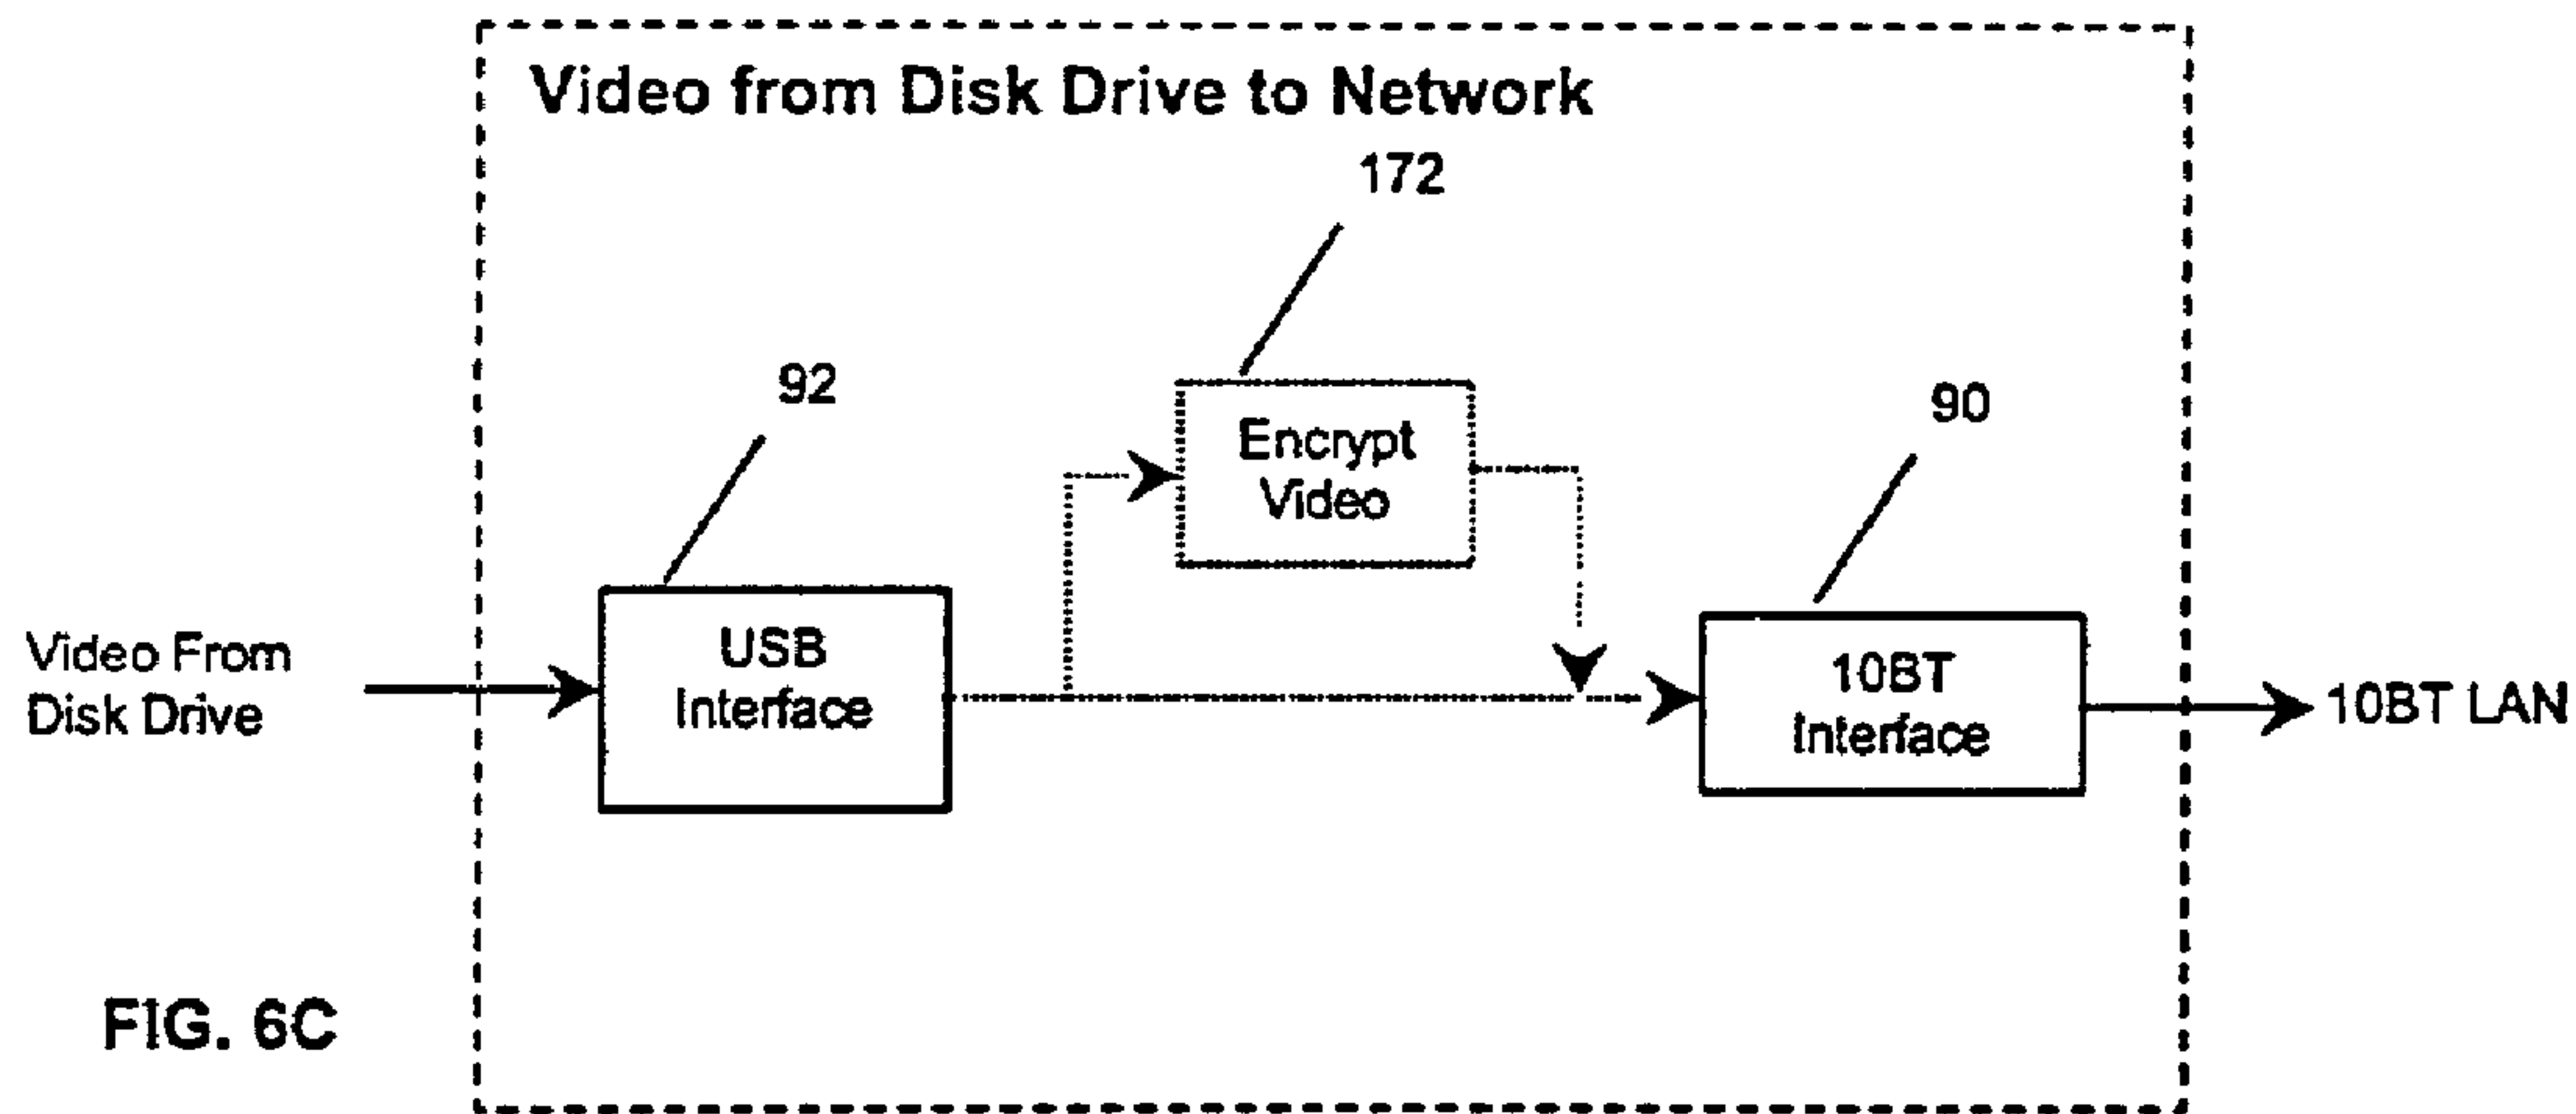 Video from Disk Drive to Network
172
92
Encrypt
Video
90
Video From
Disk Drive
USB
Interface
10BT
Interface
10BT LAN
FIG. 6C